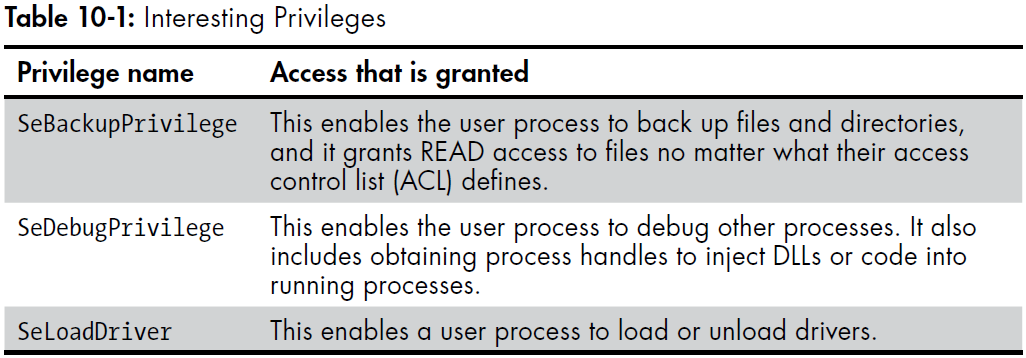 Table 10-1: Interesting Privileges
Privilege name Access that is granted
SeBackupPrivilege This enables the user process to back up files and directories,
and it grants READ access to files no matter what their access
control list (ACL) defines.
SeDebugPrivilege This enables the user process to debug other processes. It also
includes obtaining process handles to inject DLLs or code into
running processes.
SeLoadDriver This enables a user process to load or unload drivers.